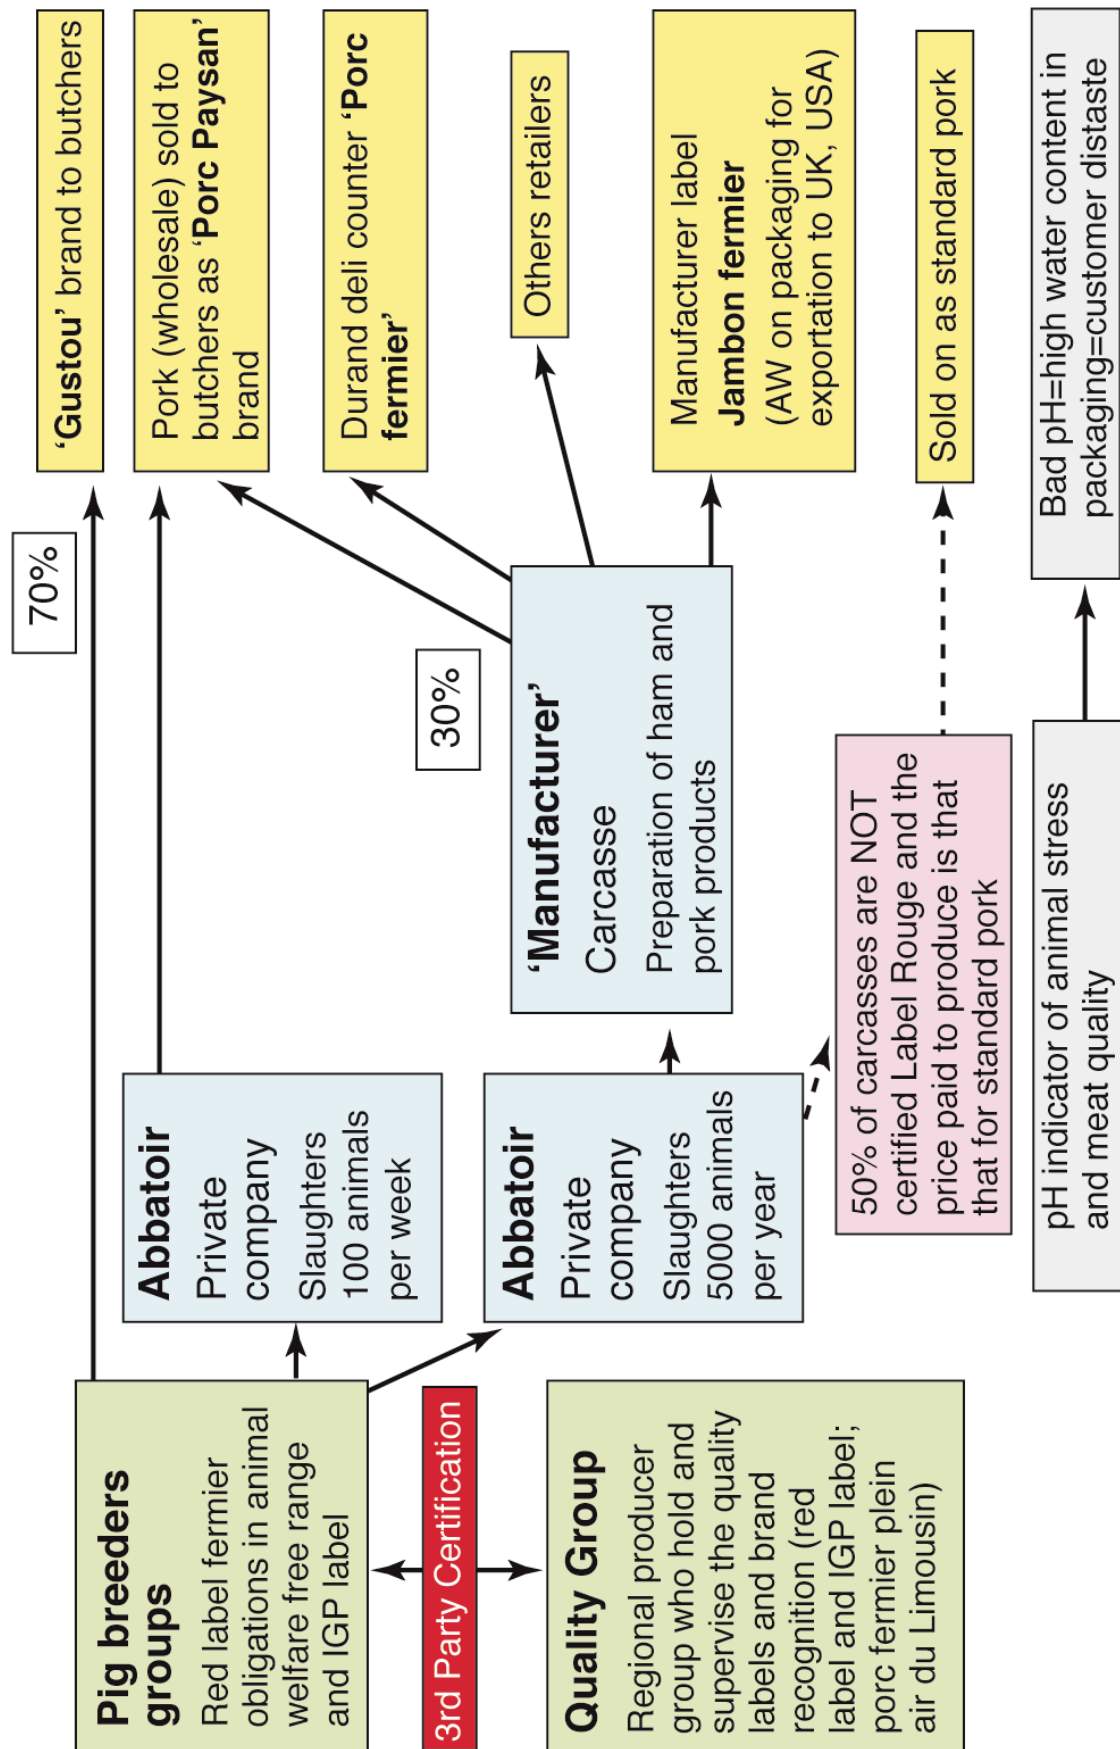 Pig breeders
groups
Red label fermier
obligations in animal
welfare free range
and IGP label
3rd Party Certification
Quality Group
Regional producer
group who hold and
supervise the quality
labels and brand
recognition (red
label and IGP label;
porc fermier plein
air du Limousin)
Abbatoir
Private
company
Slaughters
100 animals
per week
Abbatoir
Private
company
Slaughters
5000 animals
per year
‘Manufacturer’
Carcasse
Preparation of ham and
pork products
50% of carcasses are NOT
certified Label Rouge and the
price paid to produce is that
that for standard pork
pH indicator of animal stress
and meat quality
70%
30%
‘Gustou’ brand to butchers
Pork (wholesale) sold to
butchers as ‘Porc Paysan’
brand
Durand deli counter ‘Porc
fermier’
Others retailers
Manufacturer label
Jambon fermier
(AW on packaging for
exportation to UK, USA)
Sold on as standard pork
Bad pH=high water content in
packaging=customer distaste